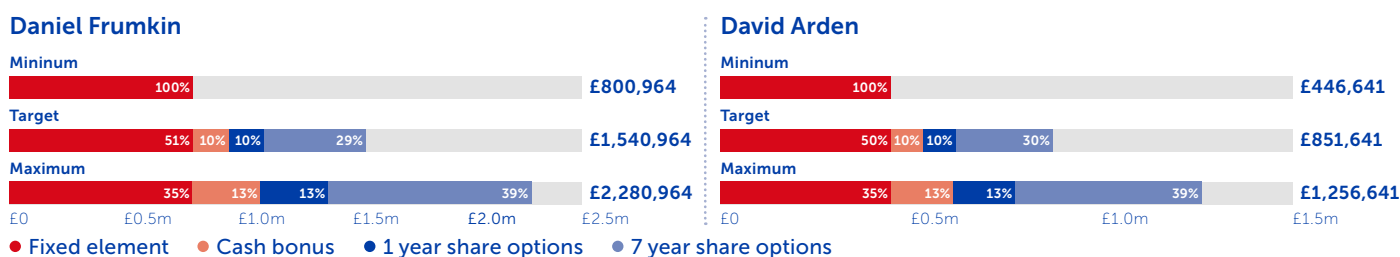 Daniel Frumkin
Mininum
100%
£800,964
Target
51% 10% 10% 29%
£1,540,964
Maximum
35% 13% 13% 39%
£2,280,964
£0 £0.5m £1.0m £1.5m £2.0m £2.5m
David Arden
Mininum
100%
£446,641
Target
50% 10% 10% 30%
£851,641
Maximum
35% 13% 13% 39%
£1,256,641
£0 £0.5m £1.0m £1.5m
Fixed element Cash bonus 1 year share options 7 year share options